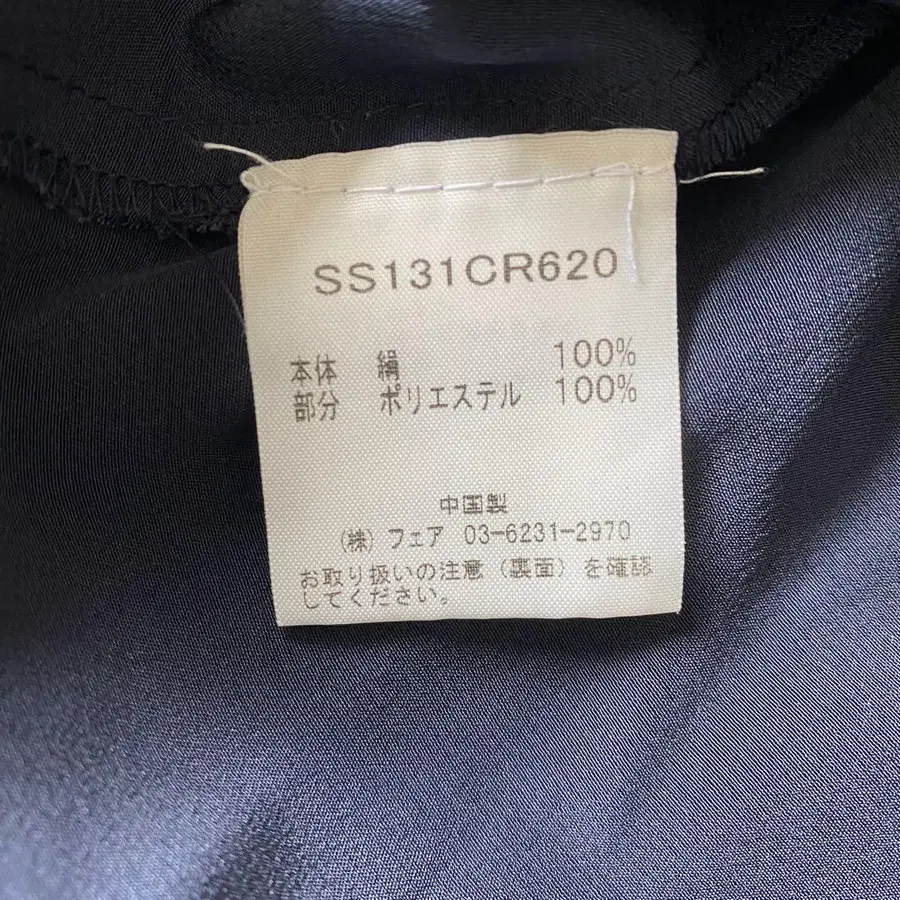 SS131CR620
本体 絹 100%
部分 ポリエステル 100%
中国製
(株) フェア 03-6231-2970
お取り扱いの注意(裏面)を確認
してください。